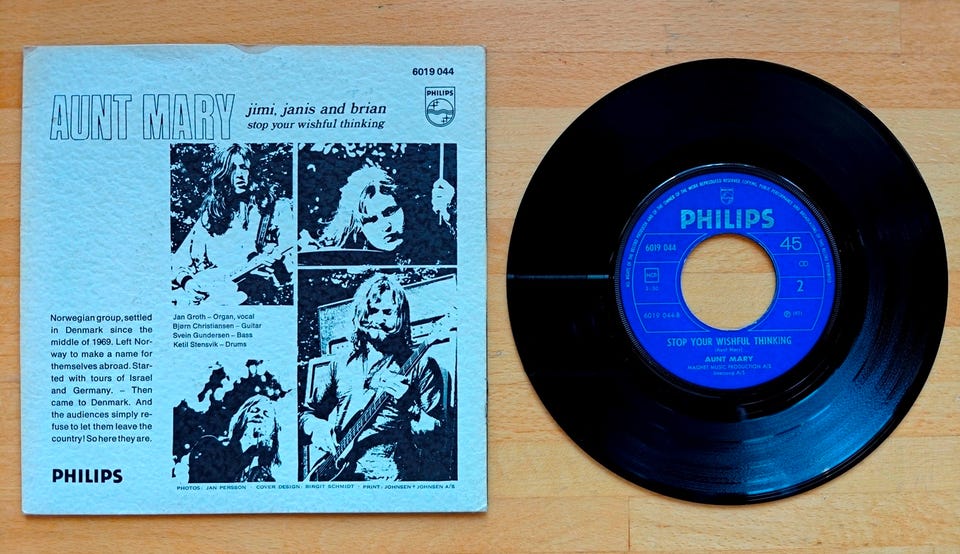 6019 044
PHILIPS
AUNT MARY
jimi, janis and brian
stop your wishful thinking
Norwegian group, settled
in Denmark since the
middle of 1969. Left Nor-
way to make a name for
themselves abroad. Star-
ted with tours of Israel
and Germany. – Then
came to Denmark. And
the audiences simply re-
fuse to let them leave the
country! So here they are.
Jan Groth – Organ, vocal
Bjørn Christiansen – Guitar
Svein Gundersen – Bass
Ketil Stensvik – Drums
PHILIPS
PHOTOS: JAN PERSSON · COVER DESIGN: BIRGIT SCHMIDT · PRINT: JOHNSEN + JOHNSEN A/S
PHILIPS
6019 044
45
NCB
2
6019 044-B
℗ 1971
STOP YOUR WISHFUL THINKING
(Aunt Mary)
AUNT MARY
MAGNET MUSIC PRODUCTION A/S